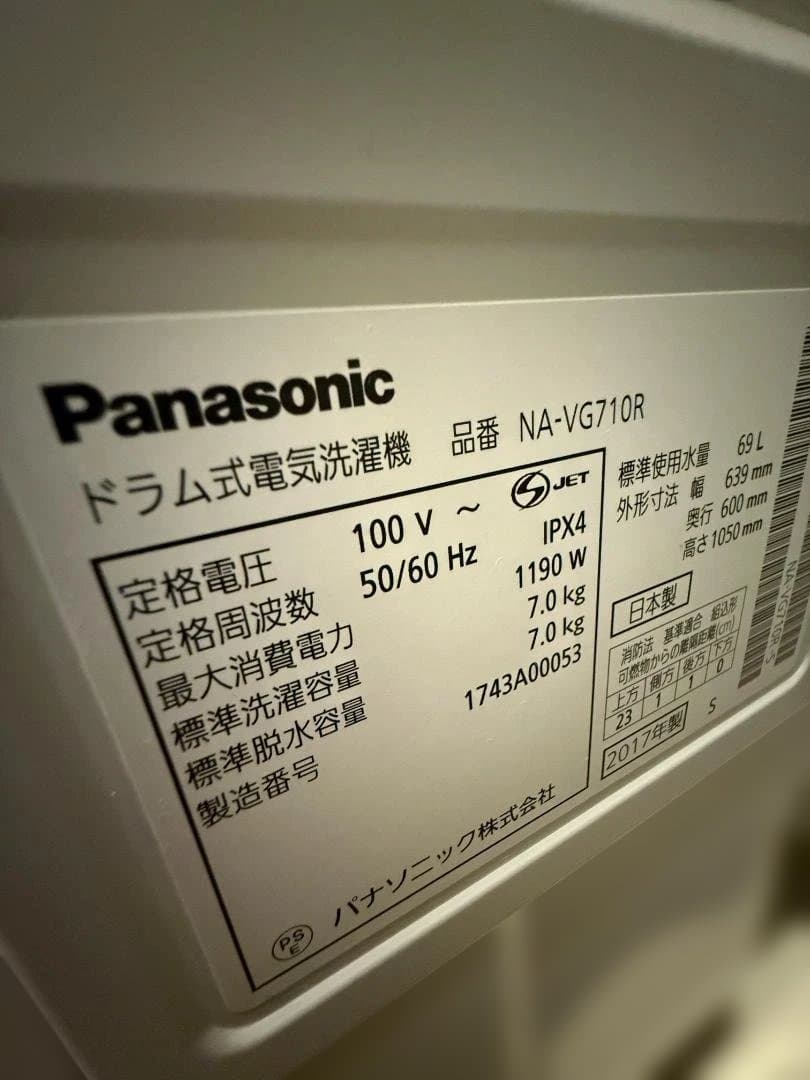 Panasonic
ドラム式電気洗濯機 品番 NA-VG710R
定格電圧 100 V ～ S JET
定格周波数 50/60 Hz IPX4
最大消費電力 1190 W
標準洗濯容量 7.0 kg
標準脱水容量 7.0 kg
製造番号 1743A00053
パナソニック株式会社
PS
E
標準使用水量 69 L
外形寸法 幅 639 mm
奥行 600 mm
高さ 1050 mm
日本製
消防法 基準適合 組込形
可燃物からの離隔距離(cm)
上方 側方 後方 下方
23 1 1 0
2017年製 S